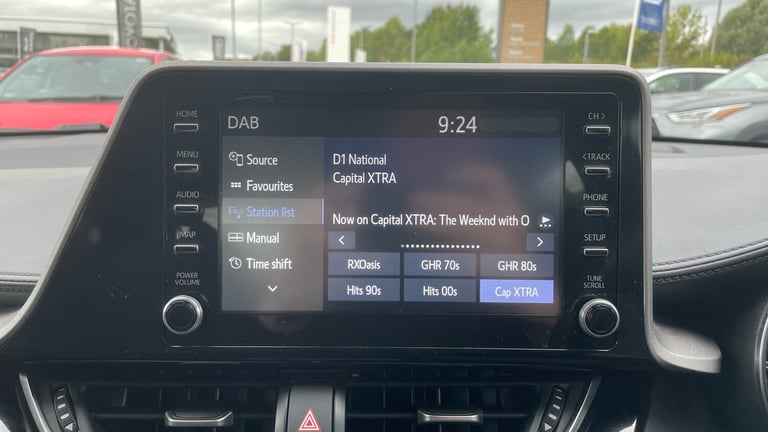 TOYOTA
HOME
MENU
AUDIO
MAP
POWER
VOLUME
DAB
9:24
Source
Favourites
Station list
Manual
Time shift
D1 National
Capital XTRA
Now on Capital XTRA: The Weeknd with O
RXOasis
GHR 70s
GHR 80s
Hits 90s
Hits 00s
Cap XTRA
CH >
< TRACK
PHONE
SETUP
TUNE
SCROLL